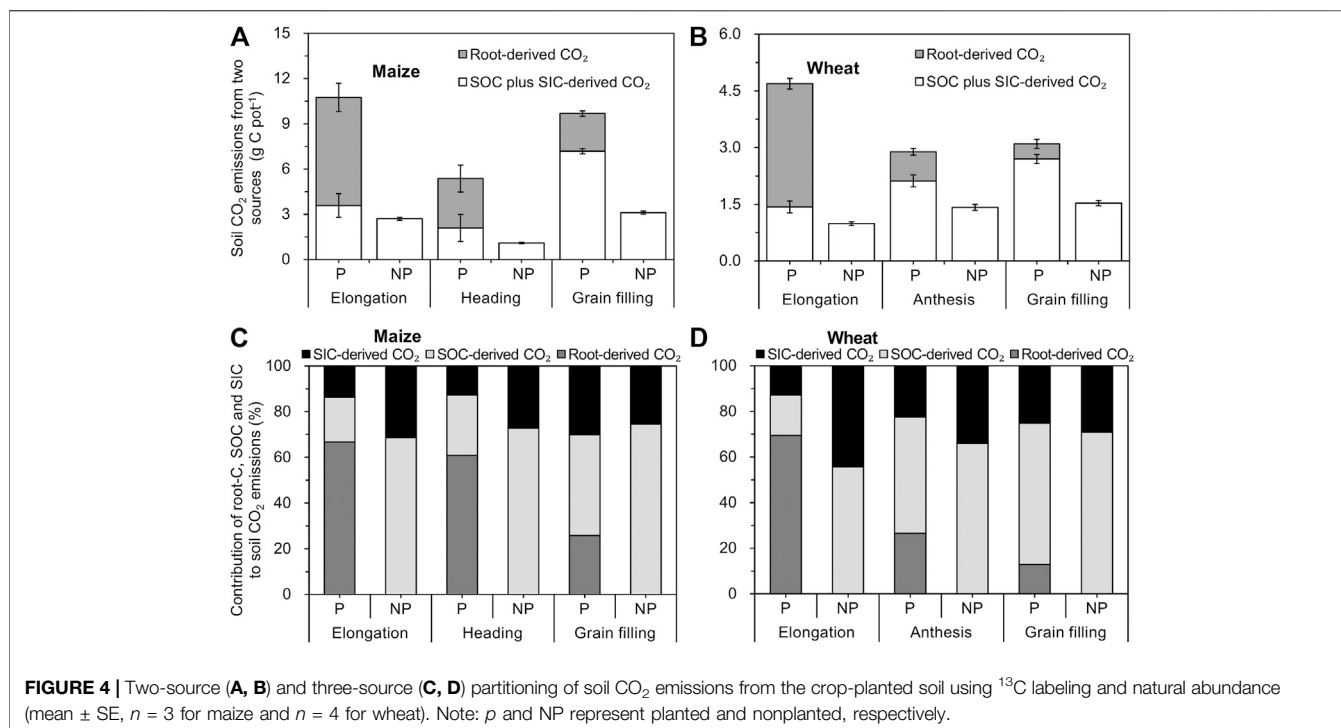 A
Maize
Root-derived CO₂
SOC plus SIC-derived CO₂
Soil CO₂ emissions from two
sources (g C pot⁻¹)
15
12
9
6
3
0
P NP P NP P NP
Elongation Heading Grain filling
B
Wheat
Root-derived CO₂
SOC plus SIC-derived CO₂
6.0
4.5
3.0
1.5
0.0
P NP P NP P NP
Elongation Anthesis Grain filling
C
Maize
SIC-derived CO₂ SOC-derived CO₂ Root-derived CO₂
Contribution of root-C, SOC and SIC
to soil CO₂ emissions (%)
100
80
60
40
20
0
P NP P NP P NP
Elongation Heading Grain filling
D
Wheat
SIC-derived CO₂ SOC-derived CO₂ Root-derived CO₂
100
80
60
40
20
0
P NP P NP P NP
Elongation Anthesis Grain filling
FIGURE 4 | Two-source (A, B) and three-source (C, D) partitioning of soil CO₂ emissions from the crop-planted soil using ¹³C labeling and natural abundance
(mean ± SE, n = 3 for maize and n = 4 for wheat). Note: p and NP represent planted and nonplanted, respectively.